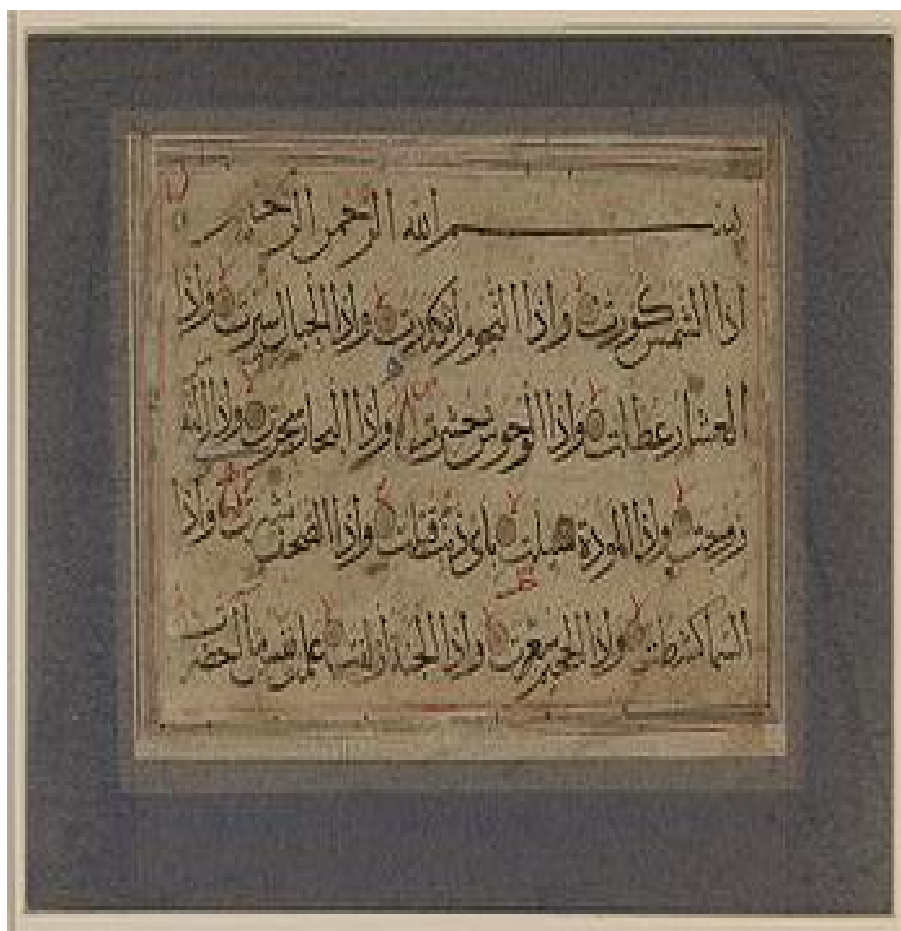 بسم الله الرحمن الرحيم
اذا الشمس كورت واذا النجوم انكدرت واذا الجبال سيرت واذا
العشار عطلت واذا الوحوش حشرت واذا البحار سجرت واذا النفوس
زوجت واذا الموءدة سئلت باى ذنب قتلت واذا الصحف نشرت واذا
السما كشطت واذا الجحيم سعرت واذا الجنة ازلفت علمت نفس ما احضرت